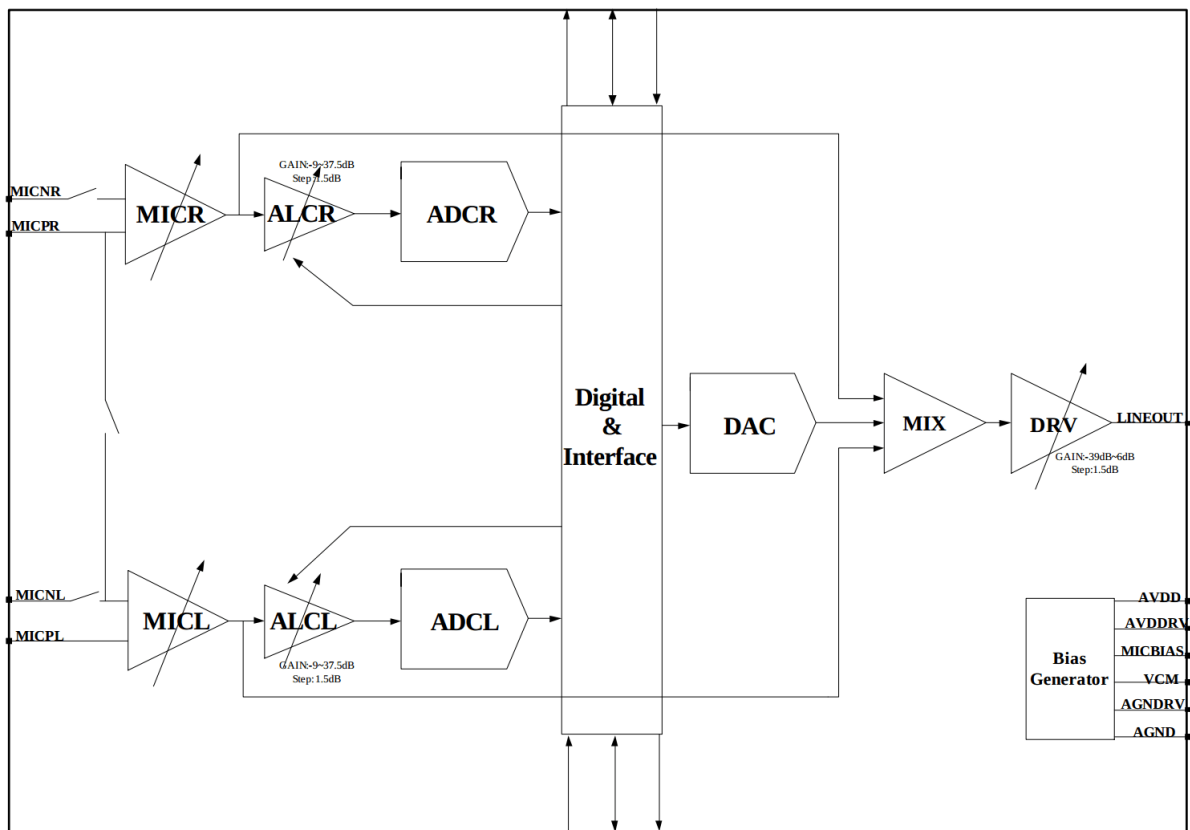 GAIN:-9~37.5dB
Step:1.5dB
MICNR
MICPR
MICR
ALCR
ADCR
Digital
&
Interface
DAC
MIX
DRV
LINEOUT
GAIN:-39dB~6dB
Step:1.5dB
MICNL
MICPL
MICL
ALCL
ADCL
GAIN:-9~37.5dB
Step:1.5dB
Bias
Generator
AVDD
AVDDRV
MICBIAS
VCM
AGNDRV
AGND